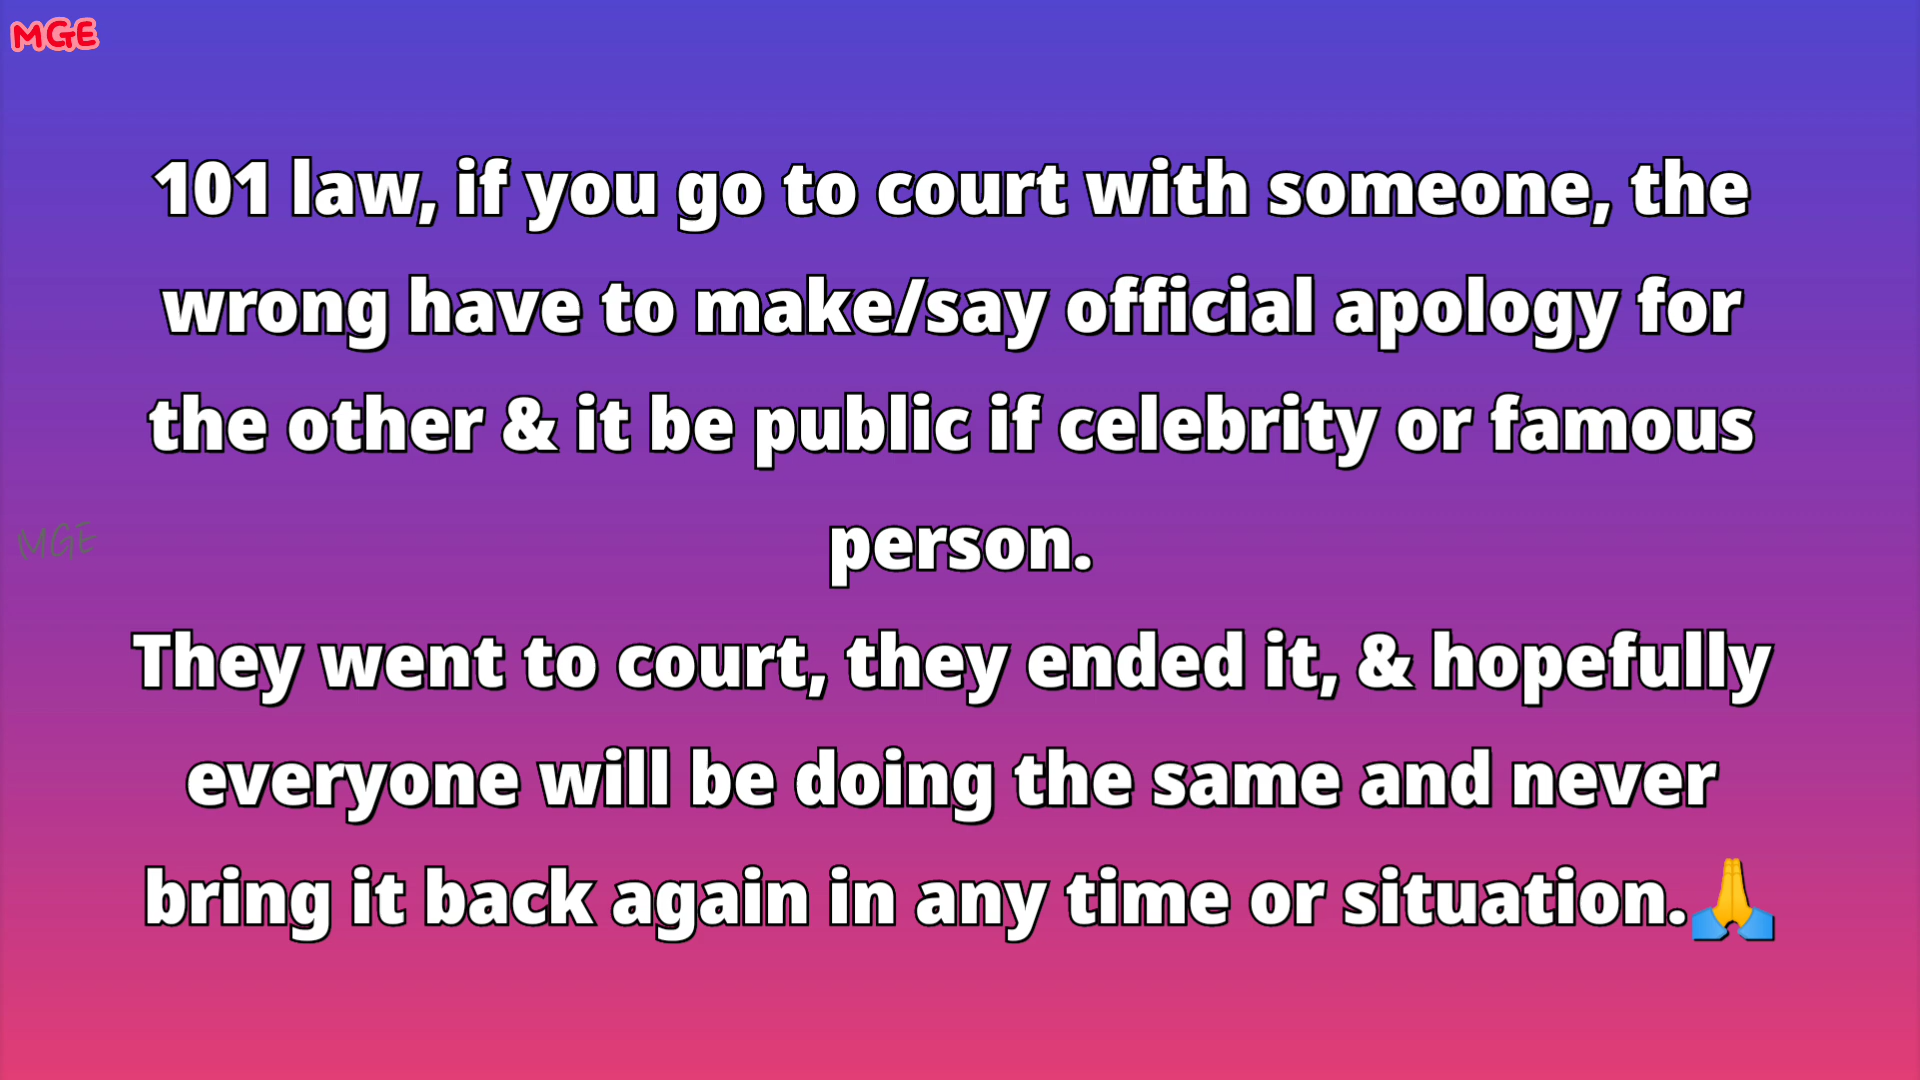 MGE
101 law, if you go to court with someone, the
wrong have to make/say official apology for
the other & it be public if celebrity or famous
person.
MGE
They went to court, they ended it, & hopefully
everyone will be doing the same and never
bring it back again in any time or situation.🙏